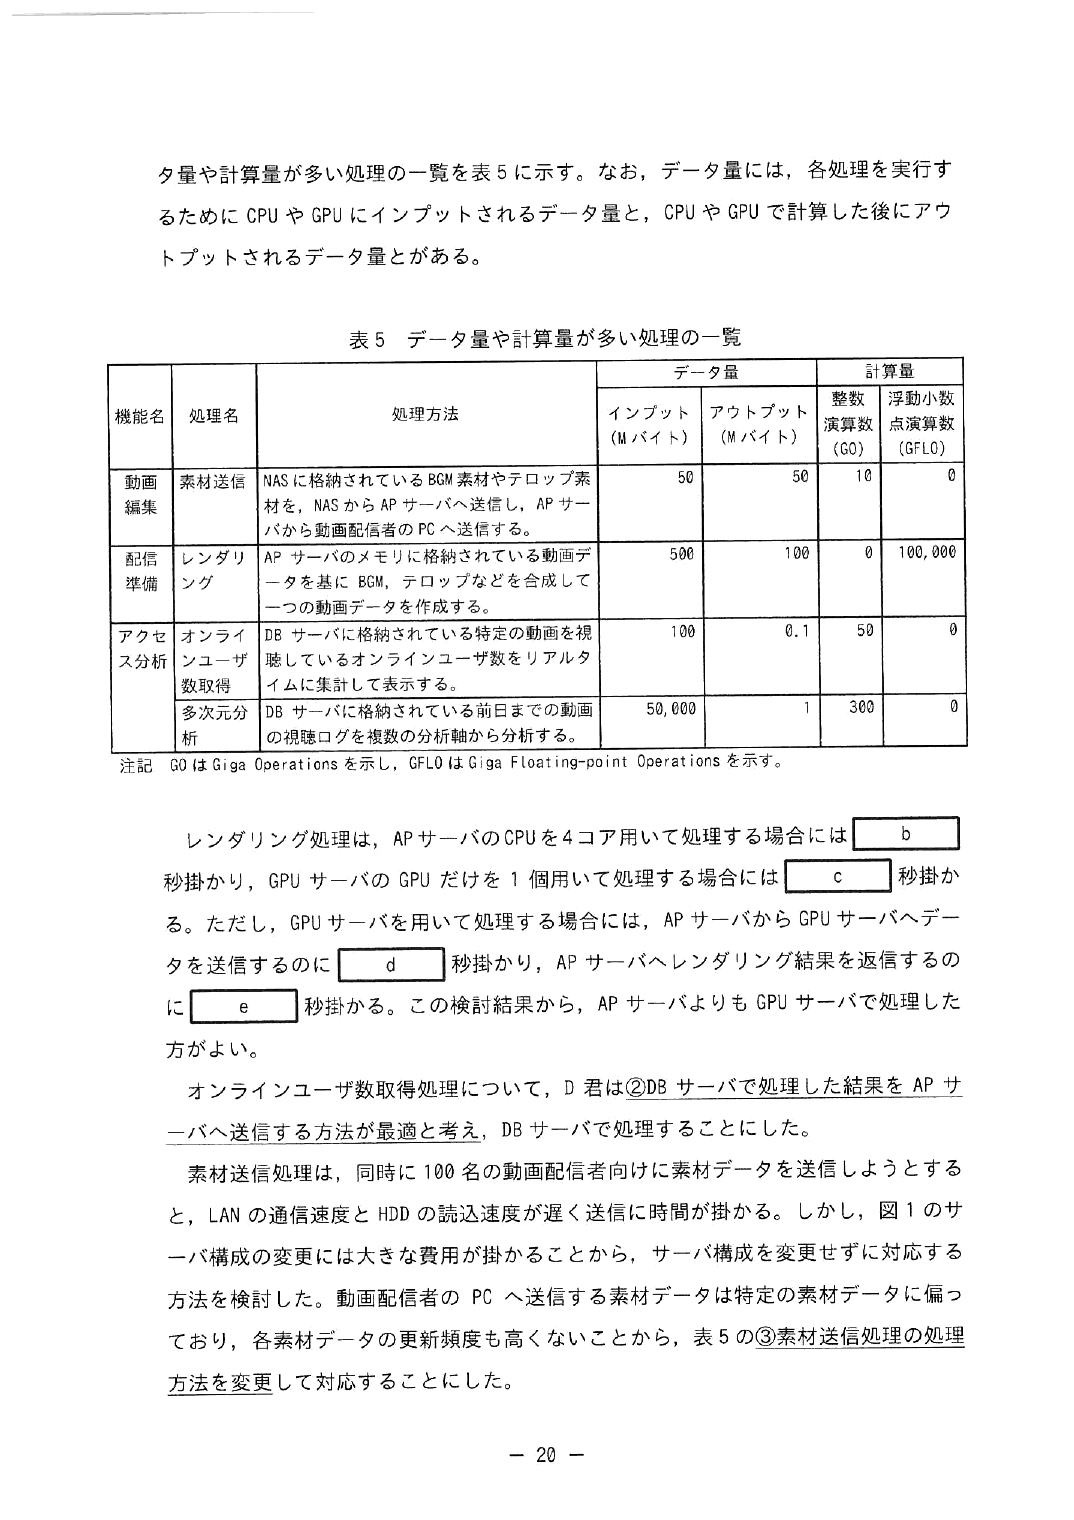 タ量や計算量が多い処理の一覧を表5に示す。なお，データ量には，各処理を実行す
るために CPU や GPU にインプットされるデータ量と，CPU や GPU で計算した後にアウ
トプットされるデータ量とがある。
表5　データ量や計算量が多い処理の一覧
機能名 処理名 処理方法 データ量 計算量
インプット (Mバイト) アウトプット (Mバイト) 整数演算数 (GO) 浮動小数点演算数 (GFLO)
動画編集 素材送信 NAS に格納されている BGM 素材やテロップ素 50 50 10 0
材を，NAS から AP サーバへ送信し，AP サー
バから動画配信者の PC へ送信する。
配信準備 レンダリング AP サーバのメモリに格納されている動画デ 500 100 0 100,000
ータを基に BGM，テロップなどを合成して
一つの動画データを作成する。
アクセス分析 オンラインユーザ数取得 DB サーバに格納されている特定の動画を視 100 0.1 50 0
聴しているオンラインユーザ数をリアルタ
イムに集計して表示する。
多次元分析 DB サーバに格納されている前日までの動画 50,000 1 300 0
の視聴ログを複数の分析軸から分析する。
注記　GO は Giga Operations を示し，GFLO は Giga Floating-point Operations を示す。
レンダリング処理は，AP サーバの CPU を4コア用いて処理する場合には b
秒掛かり，GPU サーバの GPU だけを 1 個用いて処理する場合には c 秒掛か
る。ただし，GPU サーバを用いて処理する場合には，AP サーバから GPU サーバへデー
タを送信するのに d 秒掛かり，AP サーバへレンダリング結果を返信するの
に e 秒掛かる。この検討結果から，AP サーバよりも GPU サーバで処理した
方がよい。
オンラインユーザ数取得処理について，D 君は②DB サーバで処理した結果を AP サ
ーバへ送信する方法が最適と考え，DB サーバで処理することにした。
素材送信処理は，同時に 100 名の動画配信者向けに素材データを送信しようとする
と，LAN の通信速度と HDD の読込速度が遅く送信に時間が掛かる。しかし，図1のサ
ーバ構成の変更には大きな費用が掛かることから，サーバ構成を変更せずに対応する
方法を検討した。動画配信者の PC へ送信する素材データは特定の素材データに偏っ
ており，各素材データの更新頻度も高くないことから，表5の③素材送信処理の処理
方法を変更して対応することにした。
― 20 ―